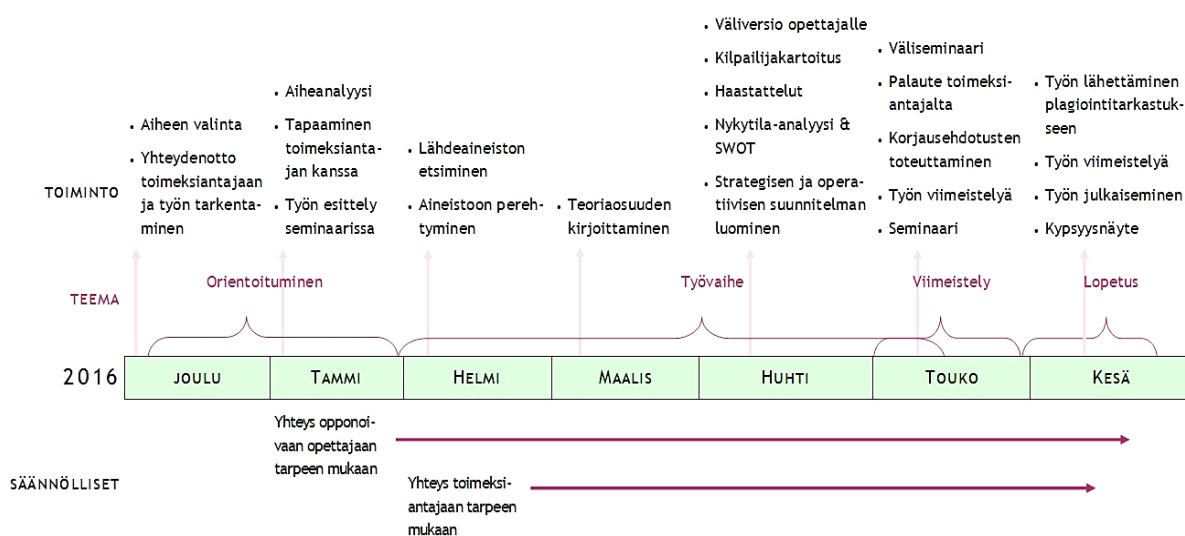 TOIMINTO
• Aiheen valinta
• Yhteydenotto
toimeksiantajaan
ja työn tarkenta-
minen
• Aiheanalyysi
• Tapaaminen
toimeksianta-
jan kanssa
• Työn esittely
seminaarissa
• Lähdeaineiston
etsiminen
• Aineistoon pereh-
tyminen
• Teoriaosuuden
kirjoittaminen
• Väliversio opettajalle
• Kilpailijakartoitus
• Haastattelut
• Nykytila-analyysi &
SWOT
• Strategisen ja opera-
tiivisen suunnitelman
luominen
• Väliseminaari
• Palaute toimeksi-
antajalta
• Korjausehdotusten
toteuttaminen
• Työn viimeistelyä
• Seminaari
• Työn lähettäminen
plagiointitarkastuk-
seen
• Työn viimeistelyä
• Työn julkaiseminen
• Kypsyysnäyte
TEEMA
Orientoituminen
Työvaihe
Viimeistely
Lopetus
2016
JOULU
TAMMI
HELMI
MAALIS
HUHTI
TOUKO
KESÄ
SÄÄNNÖLLISET
Yhteys opponoi-
vaan opettajaan
tarpeen mukaan
Yhteys toimeksi-
antajaan tarpeen
mukaan